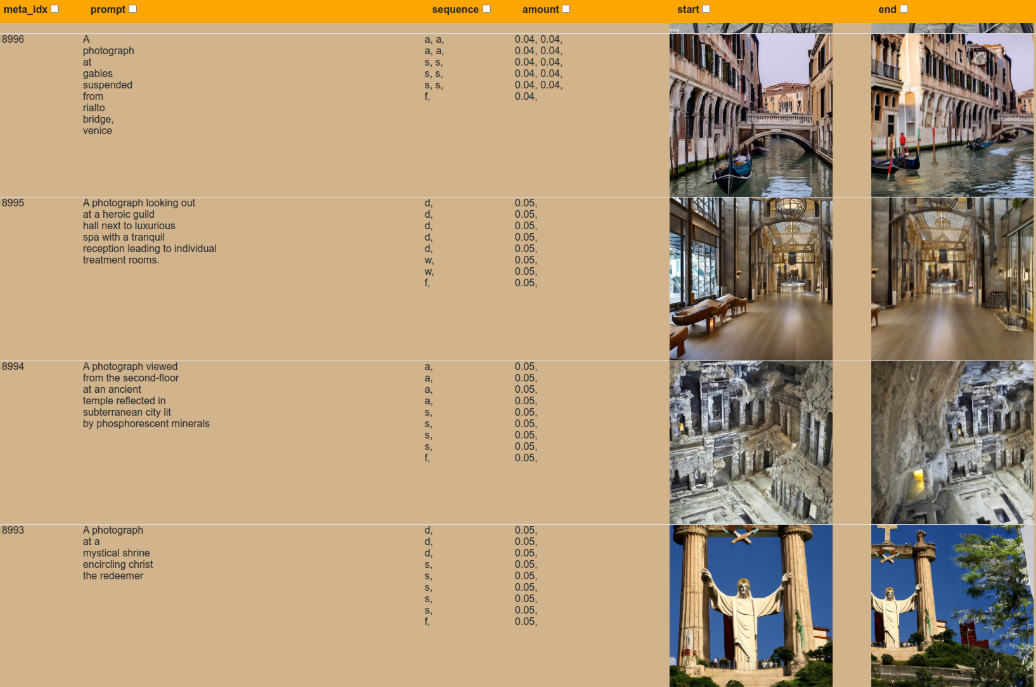 meta_idx prompt sequence amount start end
8996
A
photograph
at
gables
suspended
from
rialto
bridge,
venice
a, a,
a, a,
s, s,
s, s,
s, s,
f,
0.04, 0.04,
0.04, 0.04,
0.04, 0.04,
0.04, 0.04,
0.04, 0.04,
0.04,
8995
A photograph looking out
at a heroic guild
hall next to luxurious
spa with a tranquil
reception leading to individual
treatment rooms.
d,
d,
d,
d,
d,
w,
w,
f,
0.05,
0.05,
0.05,
0.05,
0.05,
0.05,
0.05,
0.05,
8994
A photograph viewed
from the second-floor
at an ancient
temple reflected in
subterranean city lit
by phosphorescent minerals
a,
a,
a,
a,
s,
s,
s,
s,
f,
0.05,
0.05,
0.05,
0.05,
0.05,
0.05,
0.05,
0.05,
0.05,
8993
A photograph
at a
mystical shrine
encircling christ
the redeemer
d,
d,
d,
s,
s,
s,
s,
s,
f,
0.05,
0.05,
0.05,
0.05,
0.05,
0.05,
0.05,
0.05,
0.05,